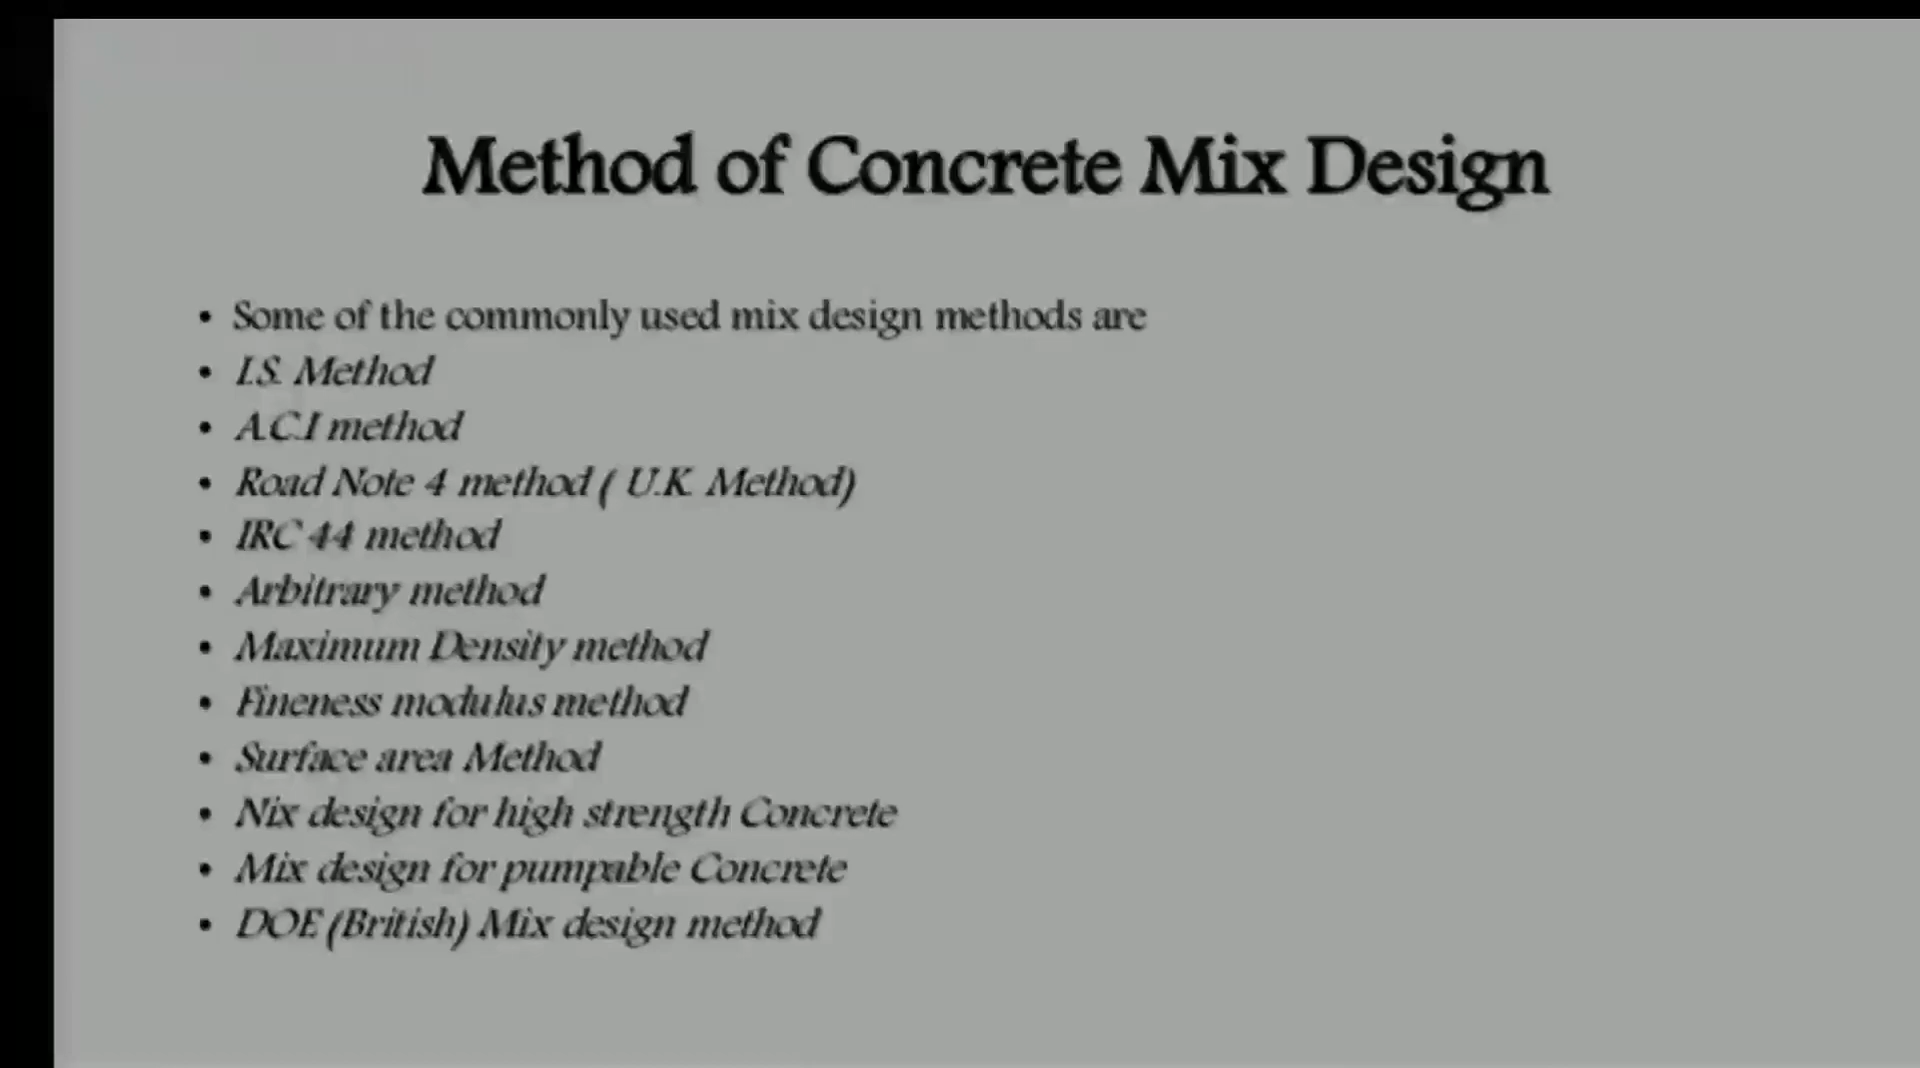 Method of Concrete Mix Design
• Some of the commonly used mix design methods are
• I.S. Method
• A.C.I method
• Road Note 4 method ( U.K. Method)
• IRC 44 method
• Arbitrary method
• Maximum Density method
• Fineness modulus method
• Surface area Method
• Nix design for high strength Concrete
• Mix design for pumpable Concrete
• DOE (British) Mix design method